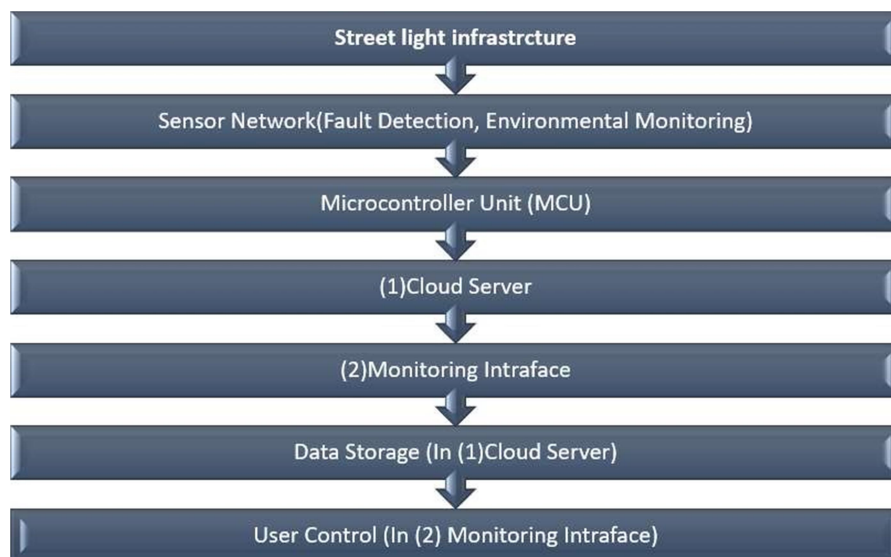 Street light infrastrcture
Sensor Network(Fault Detection, Environmental Monitoring)
Microcontroller Unit (MCU)
(1)Cloud Server
(2)Monitoring Intraface
Data Storage (In (1)Cloud Server)
User Control (In (2) Monitoring Intraface)